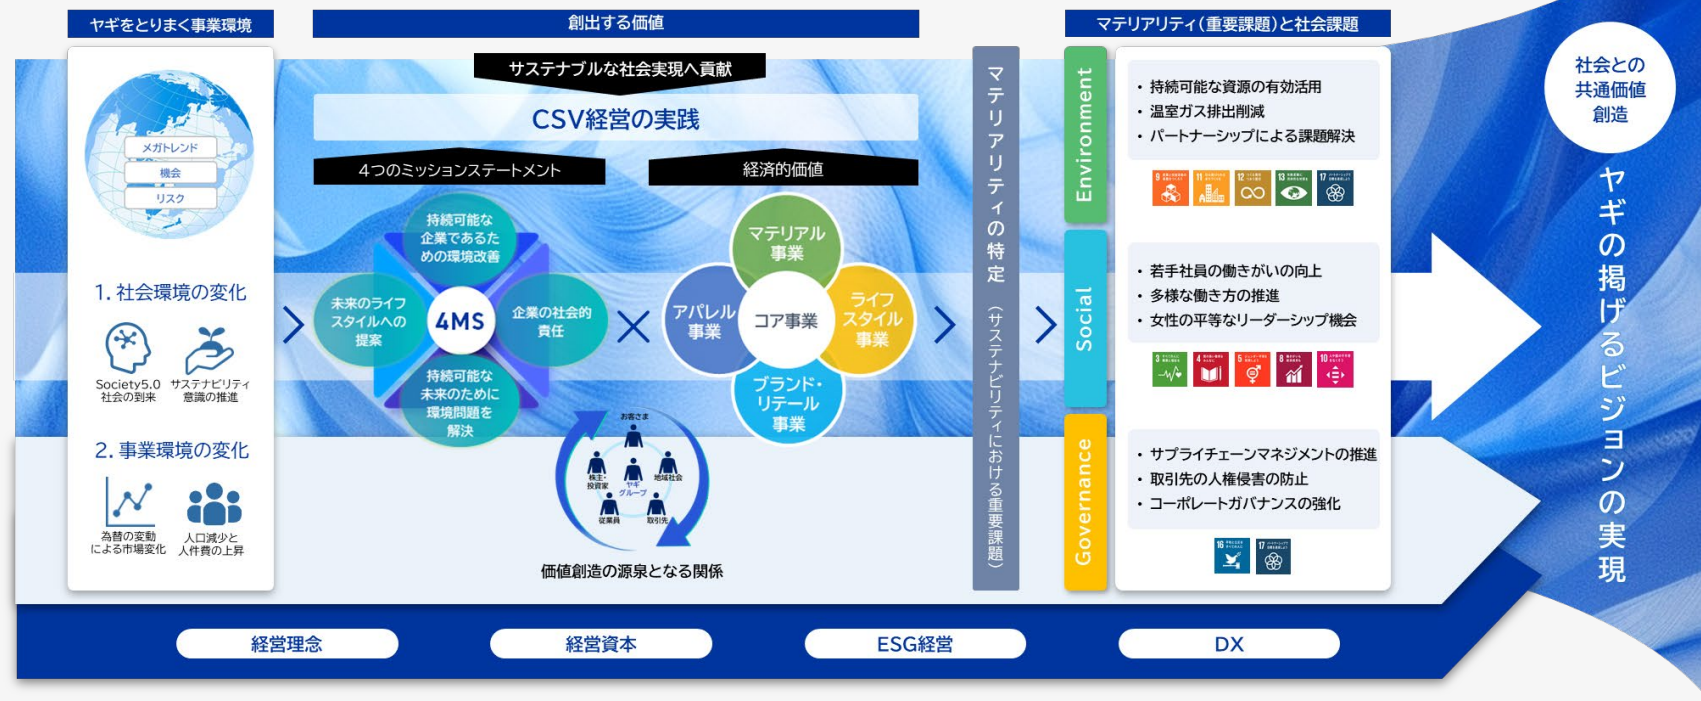 ヤギをとりまく事業環境
メガトレンド
機会
リスク
1. 社会環境の変化
Society5.0
社会の到来
サステナビリティ
意識の推進
2. 事業環境の変化
為替の変動
による市場変化
人口減少と
人件費の上昇
創出する価値
サステナブルな社会実現へ貢献
CSV経営の実践
4つのミッションステートメント
経済的価値
持続可能な
企業であるた
めの環境改善
未来のライフ
スタイルへの
提案
4MS
企業の社会的
責任
持続可能な
未来のために
環境問題を
解決
×
マテリアル
事業
アパレル
事業
コア事業
ライフ
スタイル
事業
ブランド・
リテール
事業
お客さま
株主・
投資家
ヤギ
グループ
地域社会
従業員
取引先
価値創造の源泉となる関係
マテリアリティの特定（サステナビリティにおける重要課題）
マテリアリティ（重要課題）と社会課題
Environment
・持続可能な資源の有効活用
・温室ガス排出削減
・パートナーシップによる課題解決
9
11
12
13
17
Social
・若手社員の働きがいの向上
・多様な働き方の推進
・女性の平等なリーダーシップ機会
3
4
5
8
10
Governance
・サプライチェーンマネジメントの推進
・取引先の人権侵害の防止
・コーポレートガバナンスの強化
16
17
社会との
共通価値
創造
ヤギの掲げるビジョンの実現
経営理念
経営資本
ESG経営
DX